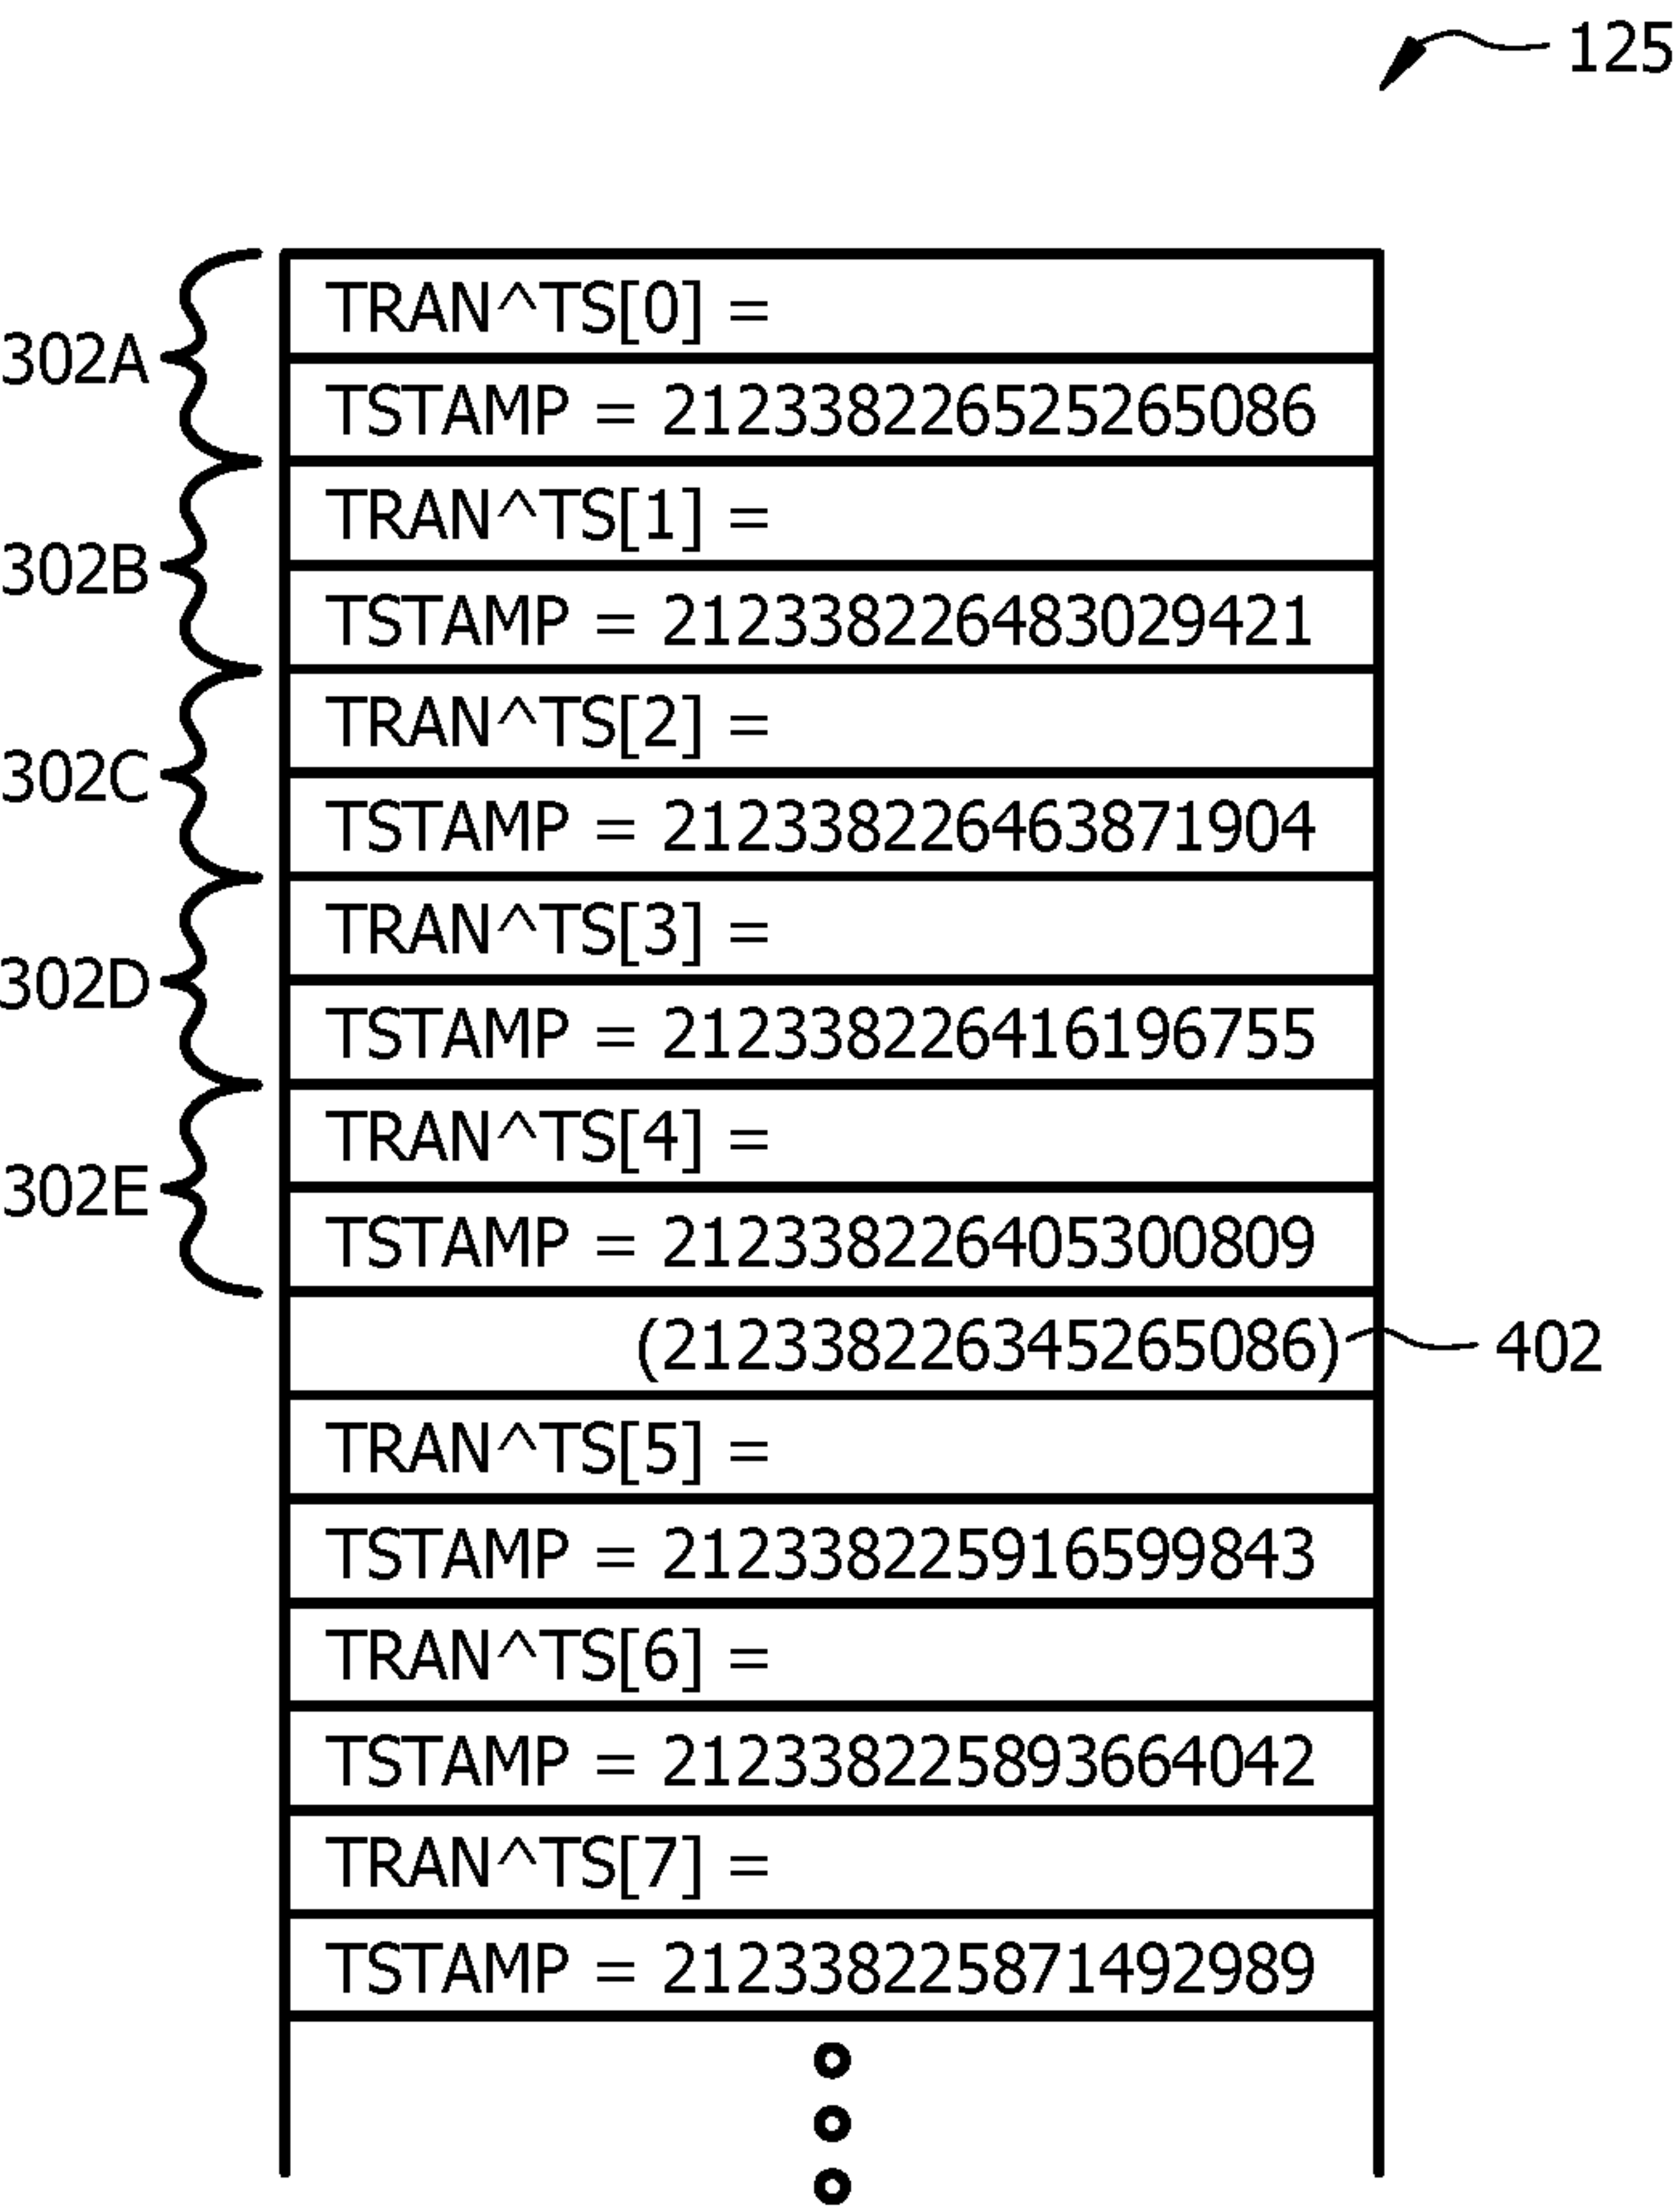 125
TRAN^TS[0] =
302A
TSTAMP = 212338226525265086
TRAN^TS[1] =
302B
TSTAMP = 212338226483029421
TRAN^TS[2] =
302C
TSTAMP = 212338226463871904
TRAN^TS[3] =
302D
TSTAMP = 212338226416196755
TRAN^TS[4] =
302E
TSTAMP = 212338226405300809
(212338226345265086) 402
TRAN^TS[5] =
TSTAMP = 212338225916599843
TRAN^TS[6] =
TSTAMP = 212338225893664042
TRAN^TS[7] =
TSTAMP = 212338225871492989